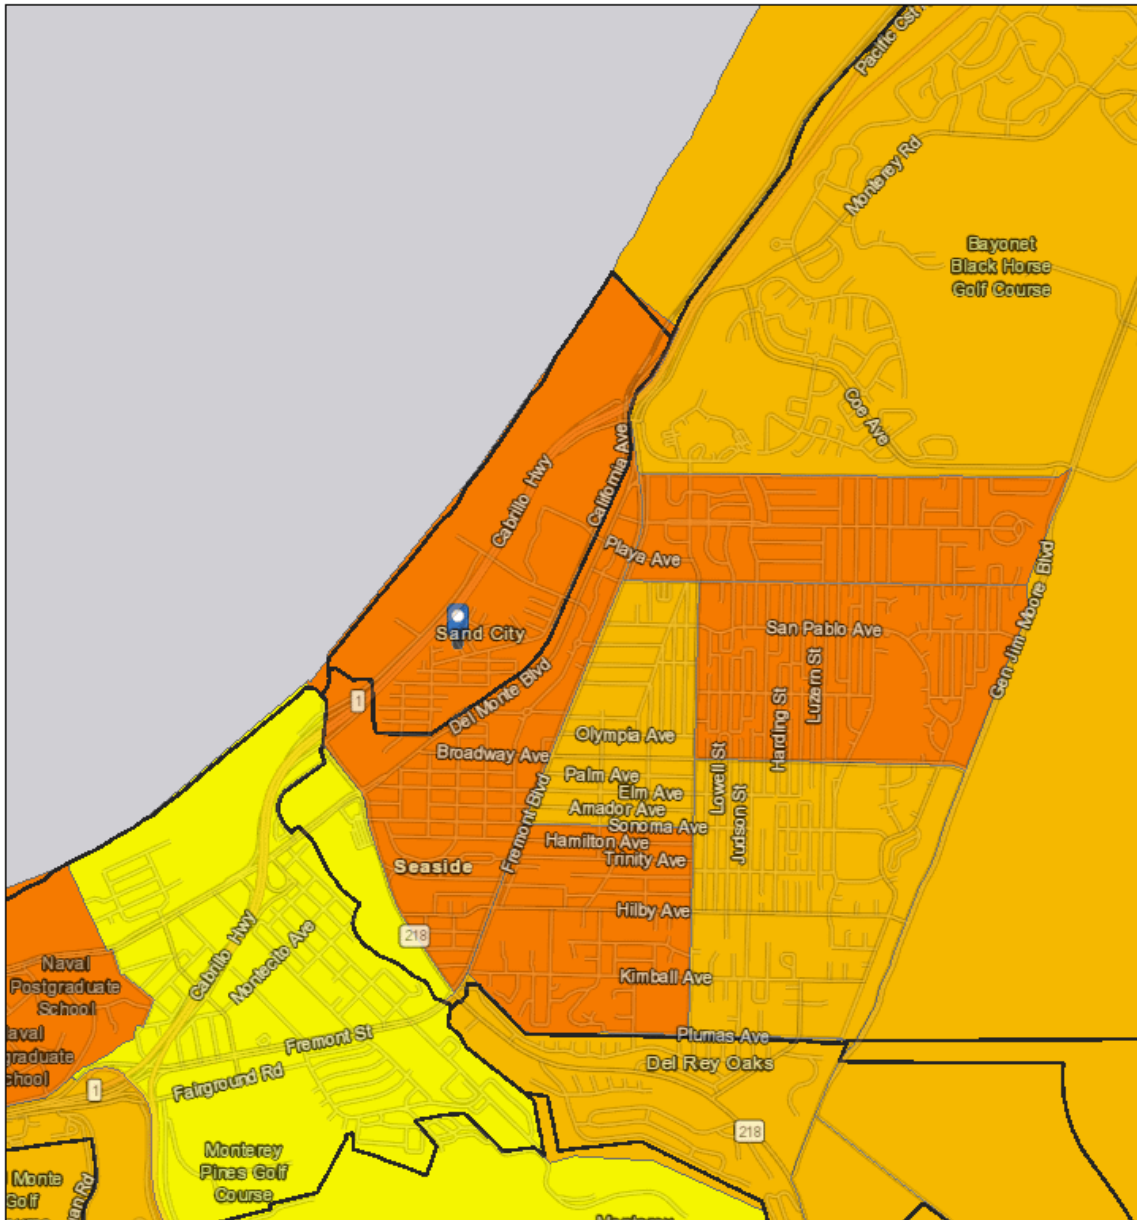 Pacific Cst
Monterey Rd
Bayonet
Black Horse
Golf Course
Coe Ave
California Ave
Cabrillo Hwy
Playa Ave
Gen Jim Moore Blvd
Sand City
San Pablo Ave
Luzern St
Harding St
1
Del Monte Blvd
Olympia Ave
Broadway Ave
Lowell St
Palm Ave
Elm Ave
Judson St
Amador Ave
Fremont Blvd
Sonoma Ave
Hamilton Ave
Trinity Ave
Seaside
Hilby Ave
218
Cabrillo Hwy
Montecito Ave
Naval
Postgraduate
School
Kimball Ave
Fremont St
Plumas Ave
Del Rey Oaks
aval
graduate
chool
Fairground Rd
1
218
Monterey
Pines Golf
Course
l Monte
Golf
an Rd
Monterey